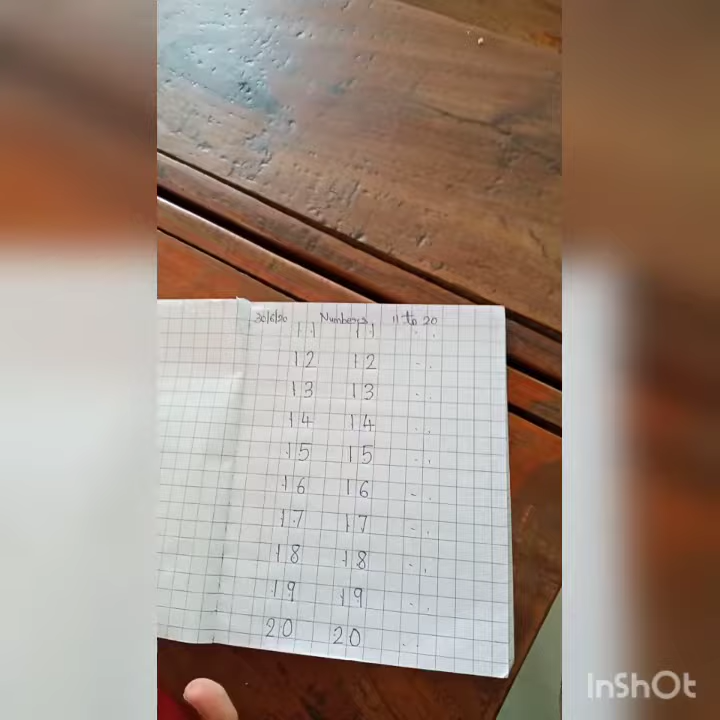 30/6/20 Numbers 11 to 20
11 11 . .
12 12 . .
13 13 . .
14 14 . .
15 15 . .
16 16 . .
17 17 . .
18 18 . .
19 19 . .
20 20 . .
InShOt